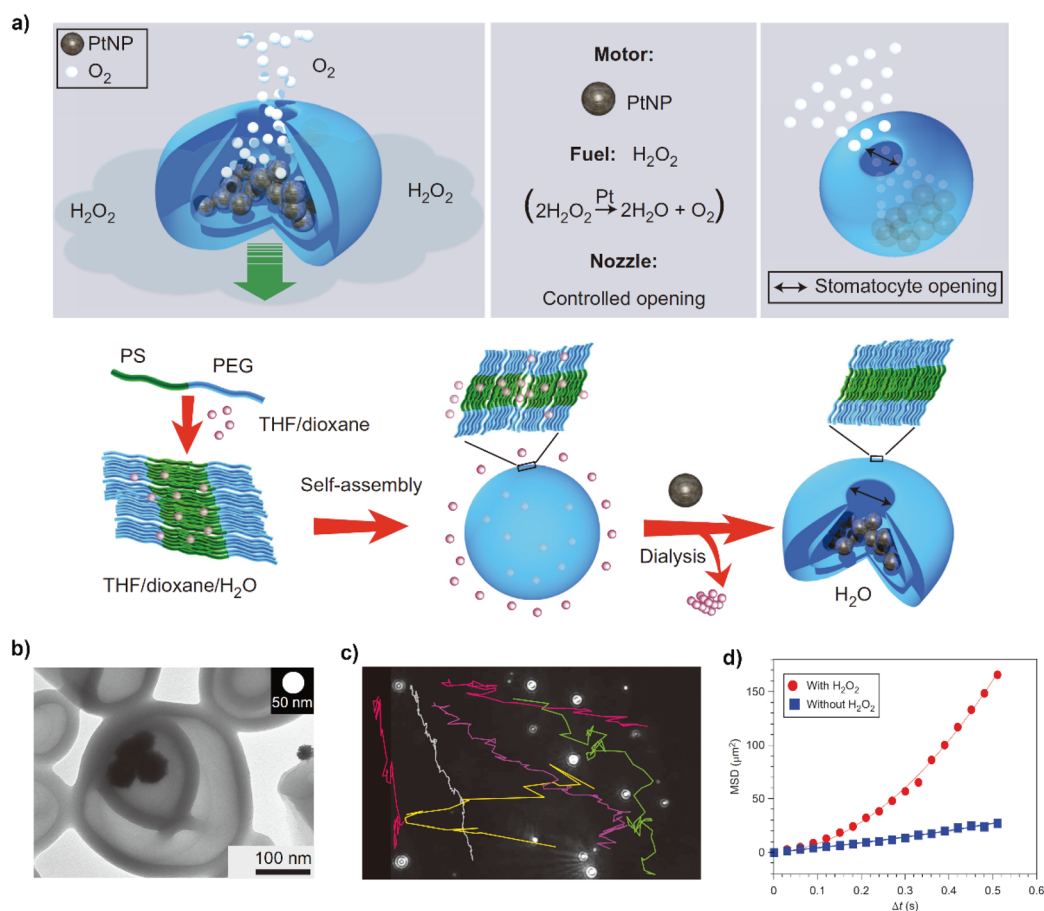 a)
PtNP
O₂
O₂
H₂O₂
H₂O₂
Motor:
PtNP
Fuel: H₂O₂
Pt
(2H₂O₂ → 2H₂O + O₂)
Nozzle:
Controlled opening
Stomatocyte opening
PS
PEG
THF/dioxane
THF/dioxane/H₂O
Self-assembly
Dialysis
H₂O
b)
50 nm
100 nm
c)
d)
With H₂O₂
Without H₂O₂
MSD (μm²)
150
100
50
0
0
0.1
0.2
0.3
0.4
0.5
0.6
Δt (s)